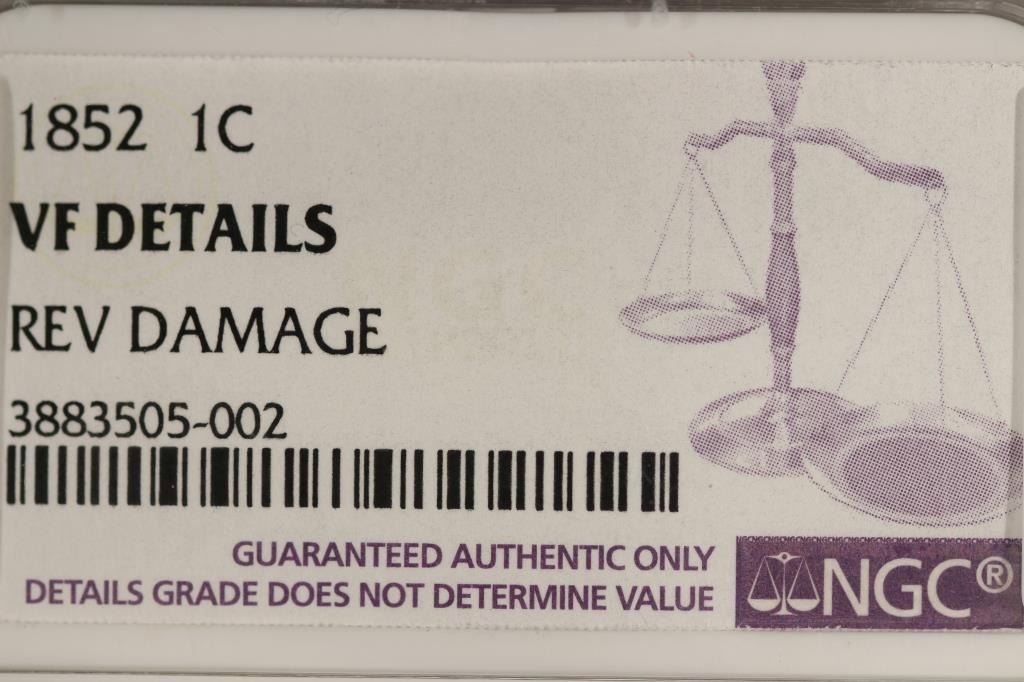 1852 1C
VF DETAILS
REV DAMAGE
3883505-002
GUARANTEED AUTHENTIC ONLY
DETAILS GRADE DOES NOT DETERMINE VALUE
NGC®